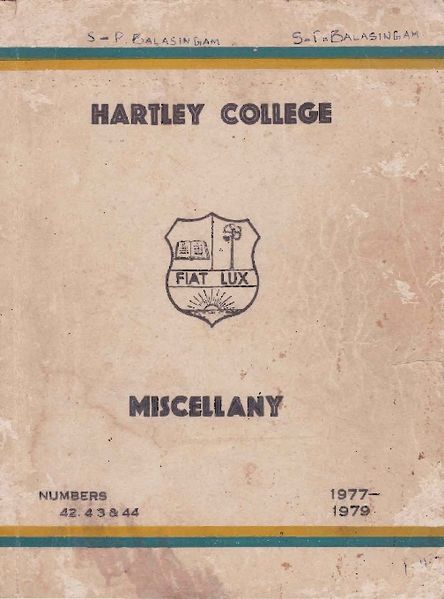 S-P. BALASINGAM S-T. BALASINGAM
HARTLEY COLLEGE
FIAT LUX
MISCELLANY
NUMBERS 1977-
42. 43 & 44 1979